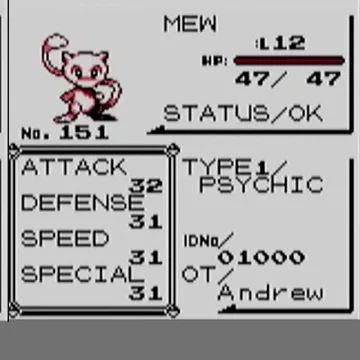 MEW
:L12
HP:
47/ 47
STATUS/OK
No.151
ATTACK
32
DEFENSE
31
SPEED
31
SPECIAL
31
TYPE1/
PSYCHIC
IDNo/
01000
OT/
Andrew